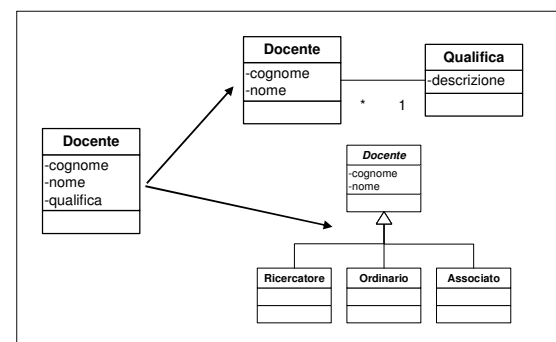 Docente
-cognome
-nome
-qualifica
Docente
-cognome
-nome
* 1
Qualifica
-descrizione
Docente
-cognome
-nome
Ricercatore
Ordinario
Associato